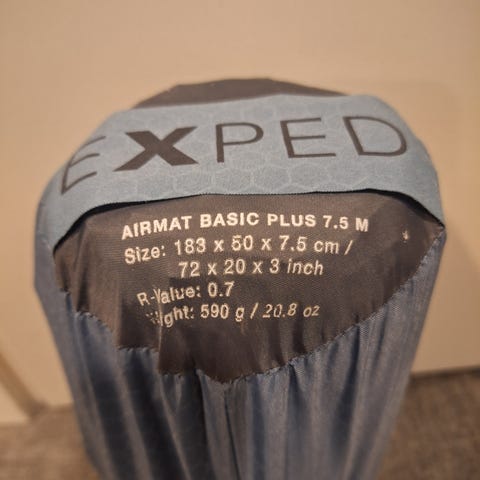 EXPED
AIRMAT BASIC PLUS 7.5 M
Size: 183 x 50 x 7.5 cm /
72 x 20 x 3 inch
R-Value: 0.7
Weight: 590 g / 20.8 oz